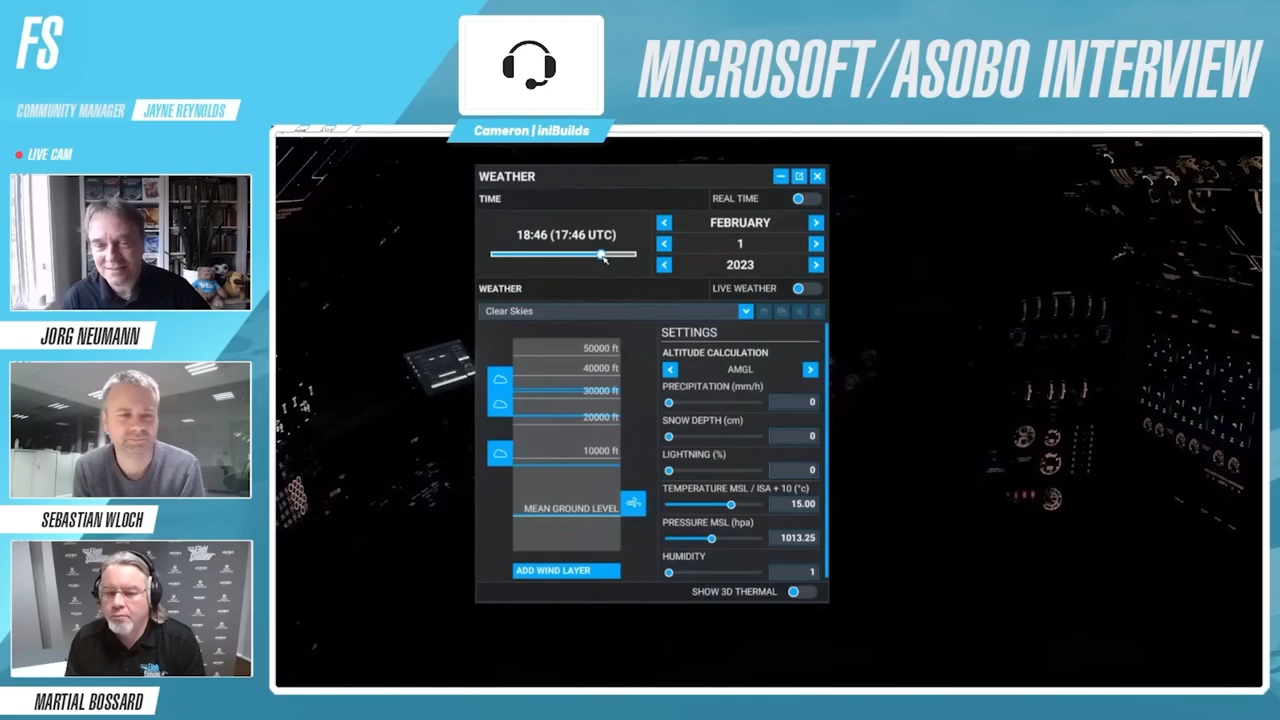 FS
COMMUNITY MANAGER JAYNE REYNOLDS
LIVE CAM
JORG NEUMANN
SEBASTIAN WLOCH
MARTIAL BOSSARD
Cameron | iniBuilds
MICROSOFT/ASOBO INTERVIEW
WEATHER
TIME
REAL TIME
18:46 (17:46 UTC)
FEBRUARY
1
2023
WEATHER
LIVE WEATHER
Clear Skies
50000 ft
40000 ft
30000 ft
20000 ft
10000 ft
MEAN GROUND LEVEL
ADD WIND LAYER
SETTINGS
ALTITUDE CALCULATION
AMGL
PRECIPITATION (mm/h)
0
SNOW DEPTH (cm)
0
LIGHTNING (%)
0
TEMPERATURE MSL / ISA + 10 (°c)
15.00
PRESSURE MSL (hpa)
1013.25
HUMIDITY
1
SHOW 3D THERMAL